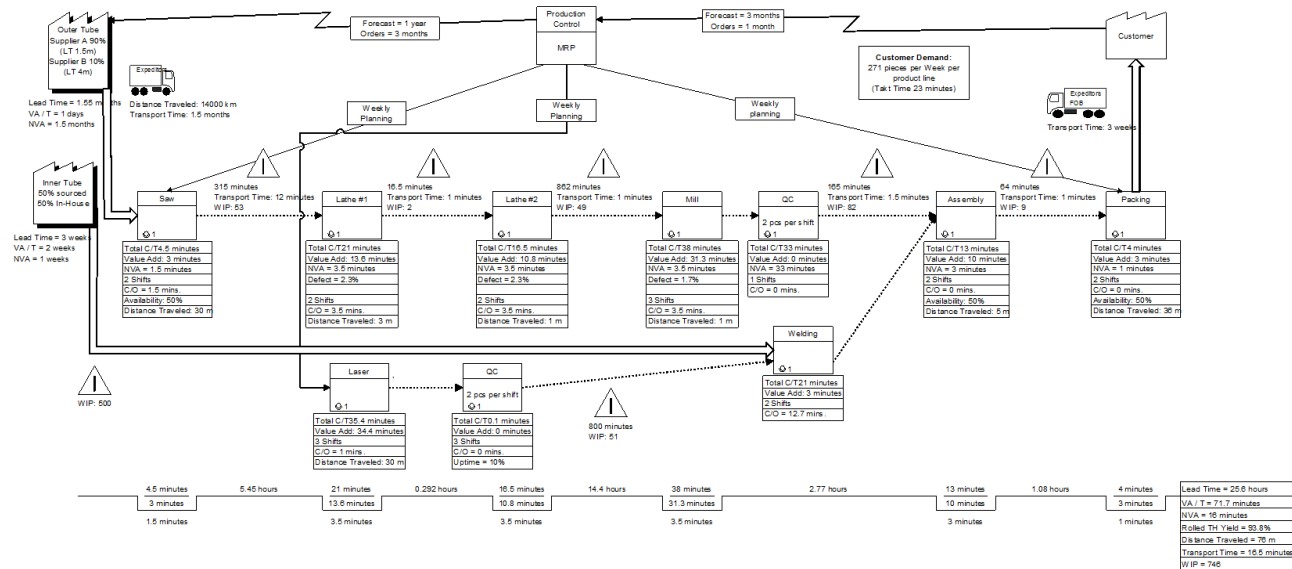 Outer Tube
Supplier A 90%
(LT 1.5m)
Supplier B 10%
(LT 4m)
Lead Time = 1.55 months
VA / T = 1 days
NVA = 1.5 months
Expeditors
Distance Traveled: 14000 km
Transport Time: 1.5 months
Forecast = 1 year
Orders = 3 months
Production
Control
MRP
Forecast = 3 months
Orders = 1 month
Customer
Customer Demand:
271 pieces per Week per
product line
(Takt Time 23 minutes)
Expeditors
FOB
Transport Time: 3 weeks
Weekly
Planning
Weekly
Planning
Weekly
planning
Inner Tube
50% sourced
50% In-House
Lead Time = 3 weeks
VA / T = 2 weeks
NVA = 1 weeks
I
315 minutes
Transport Time: 12 minutes
WIP: 53
I
16.5 minutes
Transport Time: 1 minutes
WIP: 2
I
862 minutes
Transport Time: 1 minutes
WIP: 49
I
165 minutes
Transport Time: 1.5 minutes
WIP: 82
I
64 minutes
Transport Time: 1 minutes
WIP: 9
Saw
1
Total C/T4.5 minutes
Value Add: 3 minutes
NVA = 1.5 minutes
2 Shifts
C/O = 1.5 mins.
Availability: 50%
Distance Traveled: 30 m
Lathe #1
1
Total C/T21 minutes
Value Add: 13.6 minutes
NVA = 3.5 minutes
Defect = 2.3%
2 Shifts
C/O = 3.5 mins.
Distance Traveled: 3 m
Lathe #2
1
Total C/T16.5 minutes
Value Add: 10.8 minutes
NVA = 3.5 minutes
Defect = 2.3%
2 Shifts
C/O = 3.5 mins.
Distance Traveled: 1 m
Mill
1
Total C/T38 minutes
Value Add: 31.3 minutes
NVA = 3.5 minutes
Defect = 1.7%
3 Shifts
C/O = 3.5 mins.
Distance Traveled: 1 m
QC
2 pcs per shift
1
Total C/T33 minutes
Value Add: 0 minutes
NVA = 33 minutes
1 Shifts
C/O = 0 mins.
Assembly
1
Total C/T13 minutes
Value Add: 10 minutes
NVA = 3 minutes
2 Shifts
C/O = 0 mins.
Availability: 50%
Distance Traveled: 5 m
Packing
1
Total C/T4 minutes
Value Add: 3 minutes
NVA = 1 minutes
2 Shifts
C/O = 0 mins.
Availability: 50%
Distance Traveled: 36 m
Welding
1
Total C/T21 minutes
Value Add: 3 minutes
2 Shifts
C/O = 12.7 mins.
I
WIP: 500
Laser
1
Total C/T35.4 minutes
Value Add: 34.4 minutes
3 Shifts
C/O = 1 mins.
Distance Traveled: 30 m
QC
2 pcs per shift
1
Total C/T0.1 minutes
Value Add: 0 minutes
3 Shifts
C/O = 0 mins.
Uptime = 10%
I
800 minutes
WIP: 51
4.5 minutes
3 minutes
1.5 minutes
5.45 hours
21 minutes
13.6 minutes
3.5 minutes
0.292 hours
16.5 minutes
10.8 minutes
3.5 minutes
14.4 hours
38 minutes
31.3 minutes
3.5 minutes
2.77 hours
13 minutes
10 minutes
3 minutes
1.08 hours
4 minutes
3 minutes
1 minutes
Lead Time = 25.6 hours
VA / T = 71.7 minutes
NVA = 16 minutes
Rolled TH Yield = 93.8%
Distance Traveled = 76 m
Transport Time = 16.5 minutes
WIP = 746